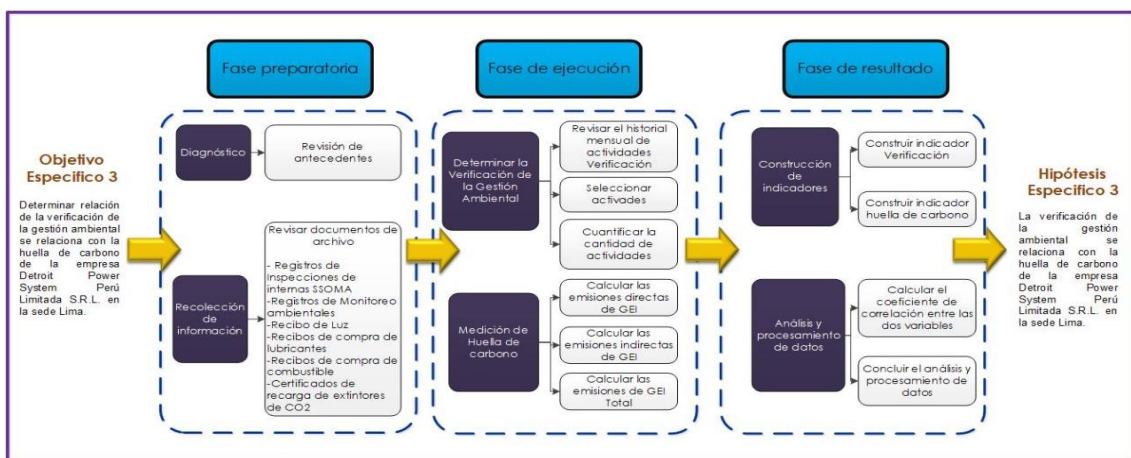 Fase preparatoria
Fase de ejecución
Fase de resultado
Objetivo
Especifico 3
Determinar relación
de la verificación de
la gestión ambiental
se relaciona con la
huella de carbono de
la empresa
Detroit Power
System Perú
Limitada S.R.L. en
la sede Lima.
Diagnóstico
Revisión de
antecedentes
Recolección
de
información
Revisar documentos de
archivo
- Registros de
Inspecciones de
internas SSOMA
-Registros de Monitoreo
ambientales
-Recibo de Luz
-Recibos de compra de
lubricantes
-Recibos de compra de
combustible
-Certificados de
recarga de extintores
de CO2
Determinar la
Verificación de
la Gestión
Ambiental
Revisar el historial
mensual de
actividades
Verificación
Seleccionar
activades
Cuantificar la
cantidad de
actividades
Medición de
Huella de
carbono
Calcular las
emisiones directas
de GEI
Calcular las
emisiones indirectas
de GEI
Calcular las
emisiones de GEI
Total
Construcción
de
indicadores
Construir indicador
Verificación
Construir indicador
huella de carbono
Análisis y
procesamiento
de datos
Calcular el
coeficiente de
correlación entre las
dos variables
Concluir el análisis y
procesamiento de
datos
Hipótesis
Especifico 3
La verificación de
la gestión
ambiental se
relaciona con la
huella de carbono
de la empresa
Detroit Power
System Perú
Limitada S.R.L. en
la sede Lima.